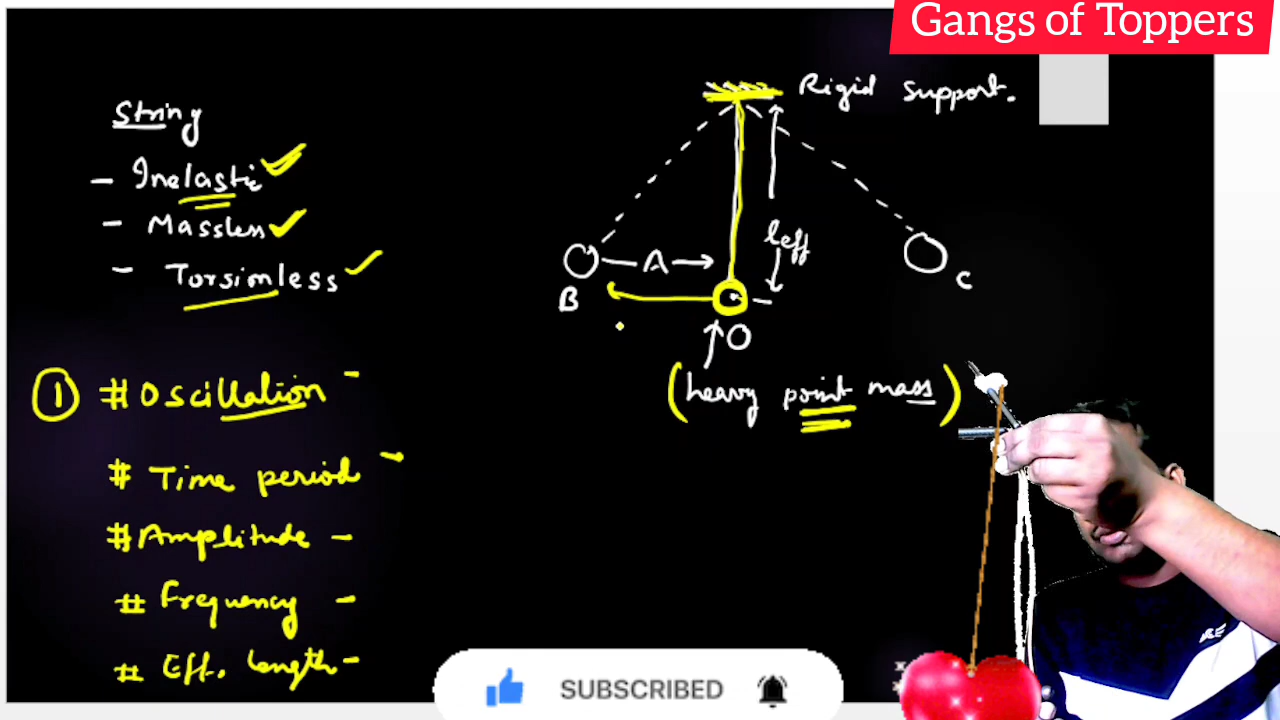 Gangs of Toppers
String
- Inelastic
- Massless
- Torsimless
Rigid support.
A
leff
B
C
O
(heavy point mass)
① # Oscillation -
# Time period -
# Amplitude -
# Frequency -
# Eff. length -
SUBSCRIBED